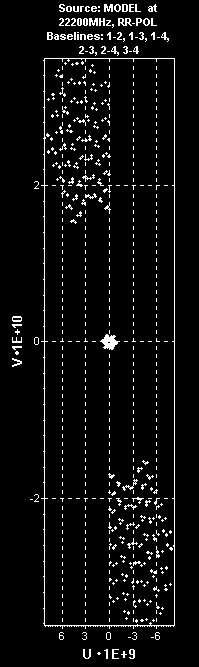 Source: MODEL at
22200MHz, RR-POL
Baselines: 1-2, 1-3, 1-4,
2-3, 2-4, 3-4
2
0
-2
V*1E+10
6 3 0 -3 -6
U *1E+9